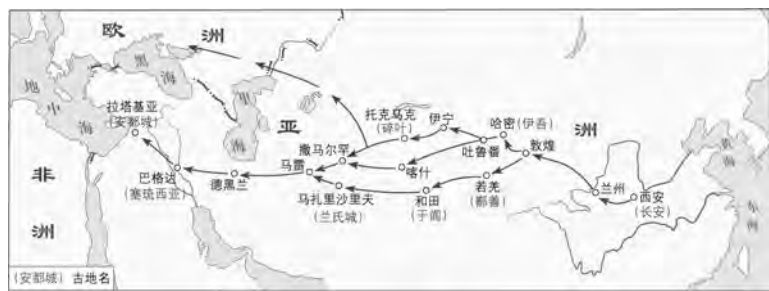 欧洲
黑海
地中海
里海
亚洲
非洲
拉塔基亚
(安都城)
巴格达
(塞琉西亚)
德黑兰
马雷
撒马尔罕
马扎里沙里夫
(兰氏城)
托克马克
(碎叶)
伊宁
喀什
吐鲁番
哈密(伊吾)
敦煌
和田
(于阗)
若羌
(鄯善)
兰州
西安
(长安)
渤海
(安都城) 古地名